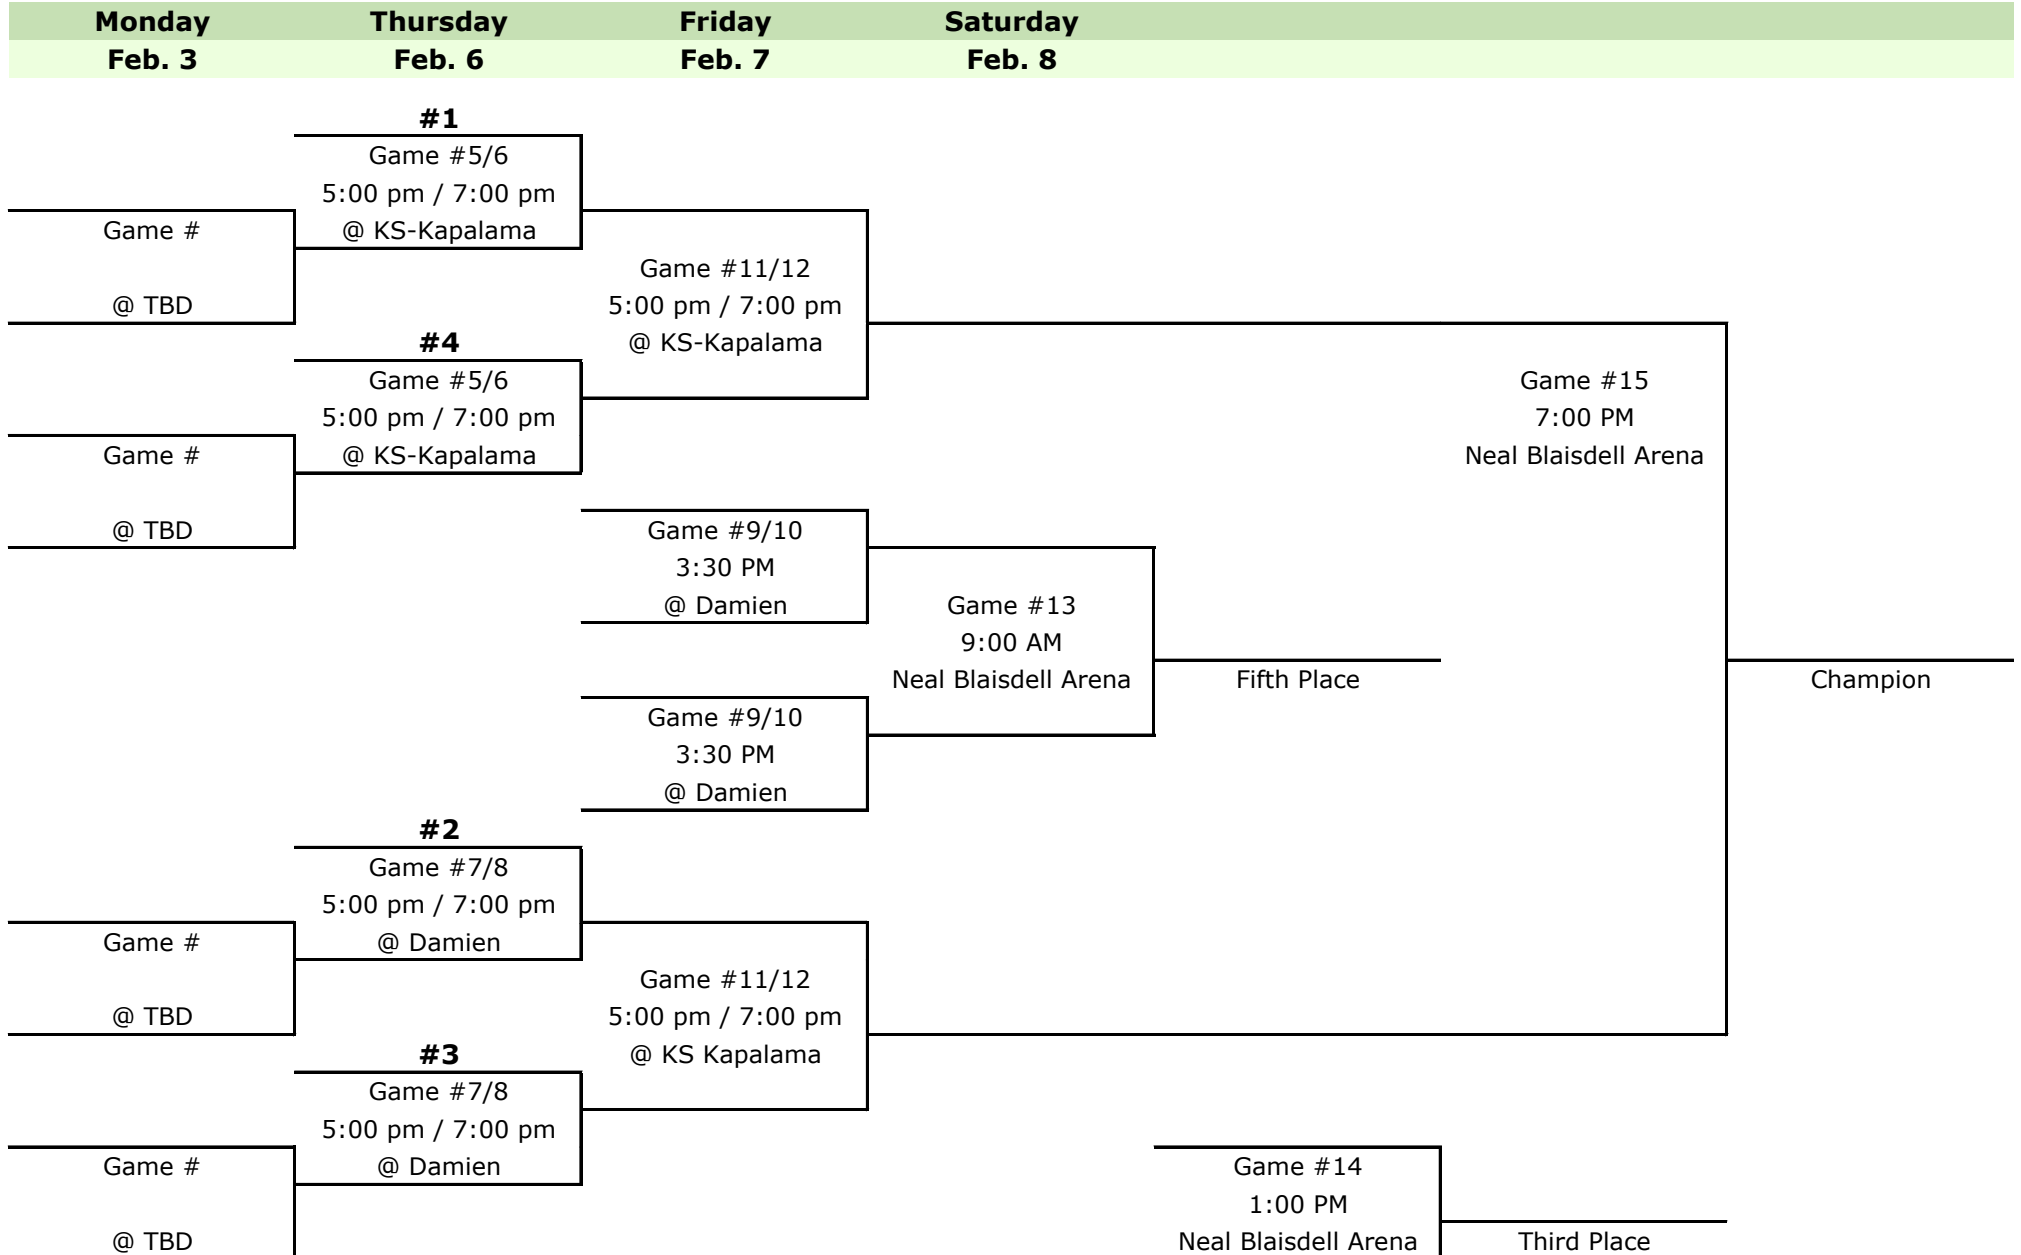 Monday Thursday Friday Saturday
Feb. 3 Feb. 6 Feb. 7 Feb. 8
#1
Game #5/6
5:00 pm / 7:00 pm
Game # @ KS-Kapalama
Game #11/12
@ TBD 5:00 pm / 7:00 pm
#4 @ KS-Kapalama
Game #5/6 Game #15
5:00 pm / 7:00 pm 7:00 PM
Game # @ KS-Kapalama Neal Blaisdell Arena
@ TBD Game #9/10
3:30 PM
@ Damien Game #13
9:00 AM
Neal Blaisdell Arena Fifth Place Champion
Game #9/10
3:30 PM
@ Damien
#2
Game #7/8
5:00 pm / 7:00 pm
Game # @ Damien
Game #11/12
@ TBD 5:00 pm / 7:00 pm
#3 @ KS Kapalama
Game #7/8
5:00 pm / 7:00 pm
Game # @ Damien Game #14
1:00 PM
@ TBD Neal Blaisdell Arena Third Place